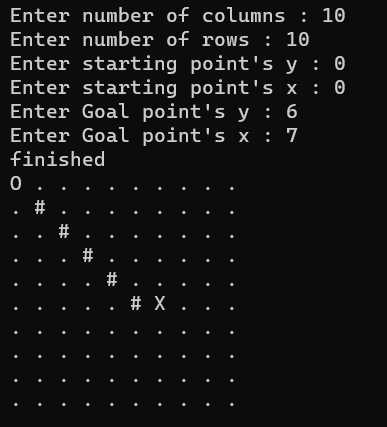 Enter number of columns : 10
Enter number of rows : 10
Enter starting point's y : 0
Enter starting point's x : 0
Enter Goal point's y : 6
Enter Goal point's x : 7
finished
O . . . . . . . . .
. # . . . . . . . .
. . # . . . . . . .
. . . # . . . . . .
. . . . # . . . . .
. . . . . # X . . .
. . . . . . . . . .
. . . . . . . . . .
. . . . . . . . . .
. . . . . . . . . .